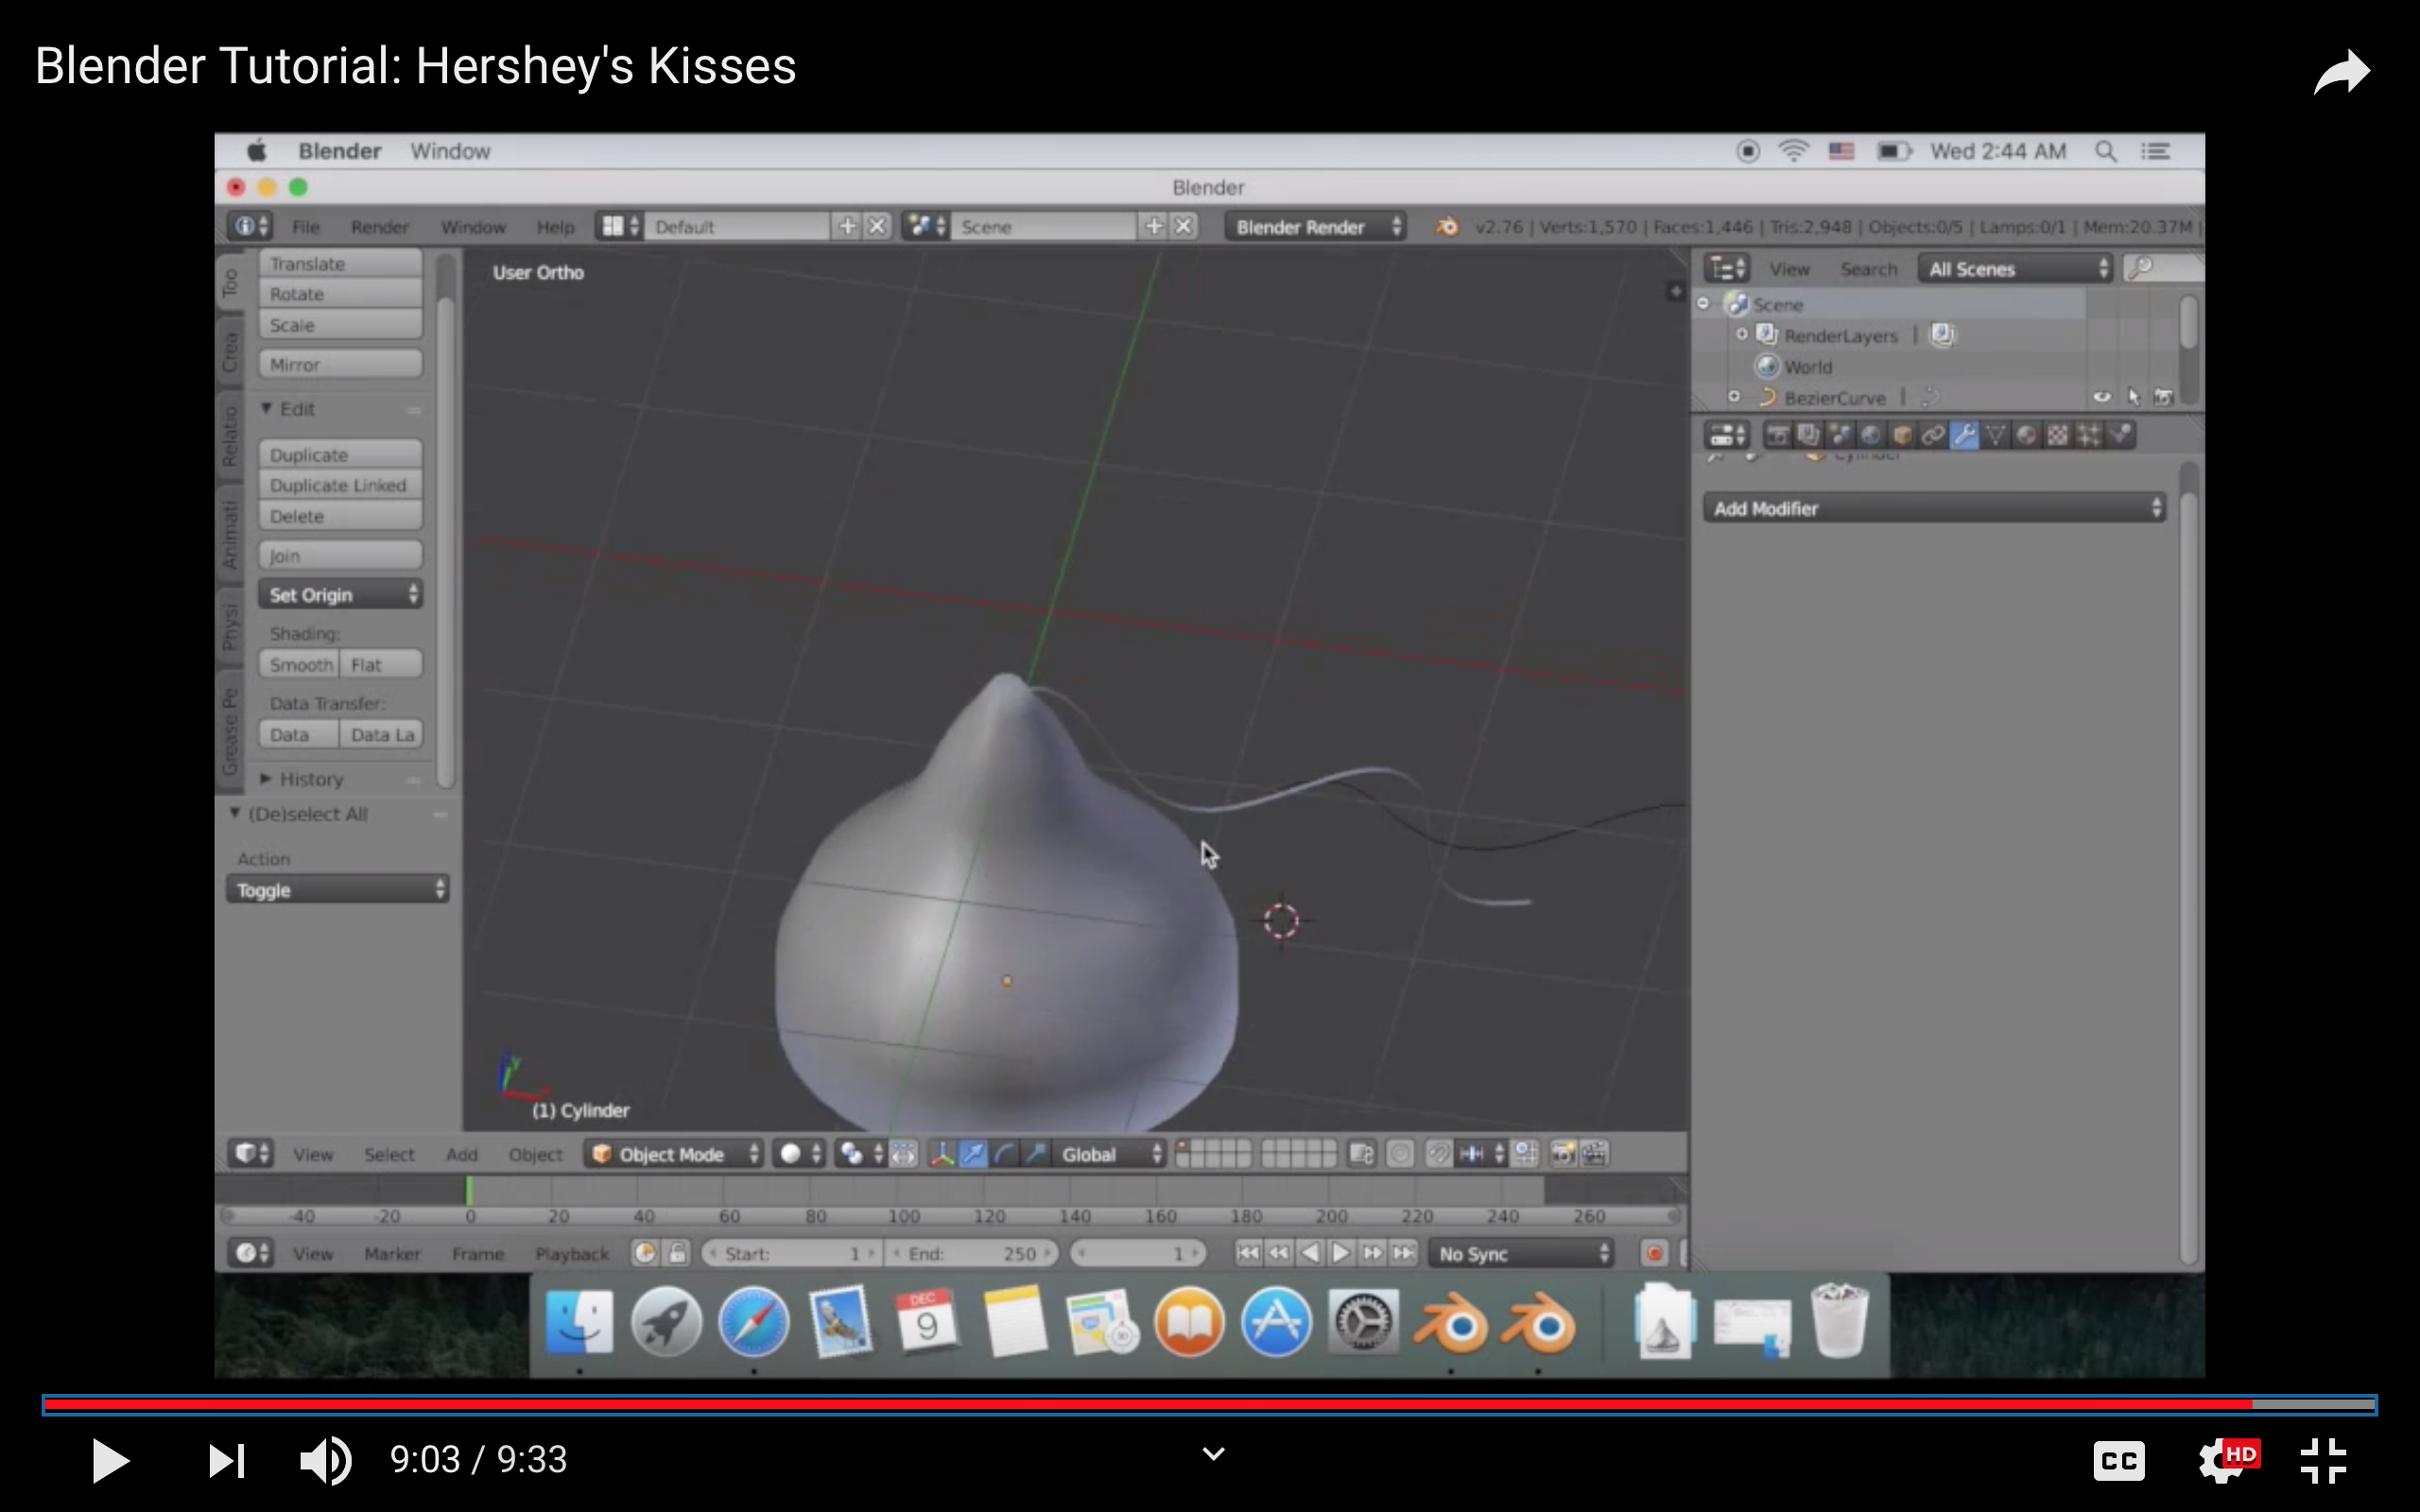 Blender Tutorial: Hershey's Kisses
Blender Window Wed 2:44 AM
Blender
File Render Window Help Default Scene Blender Render v2.76 | Verts:1,570 | Faces:1,446 | Tris:2,948 | Objects:0/5 | Lamps:0/1 | Mem:20.37M |
Too
Crea
Relatio
Animati
Physi
Grease Pe
Translate
Rotate
Scale
Mirror
Edit
Duplicate
Duplicate Linked
Delete
Join
Set Origin
Shading:
Smooth Flat
Data Transfer:
Data Data La
History
(De)select All
Action
Toggle
User Ortho
(1) Cylinder
View Search All Scenes
Scene
RenderLayers |
World
BezierCurve |
Cylinder
Add Modifier
View Select Add Object Object Mode Global
-40 -20 0 20 40 60 80 100 120 140 160 180 200 220 240 260
View Marker Frame Playback Start: 1 End: 250 1 No Sync
DEC
9
9:03 / 9:33
CC
HD